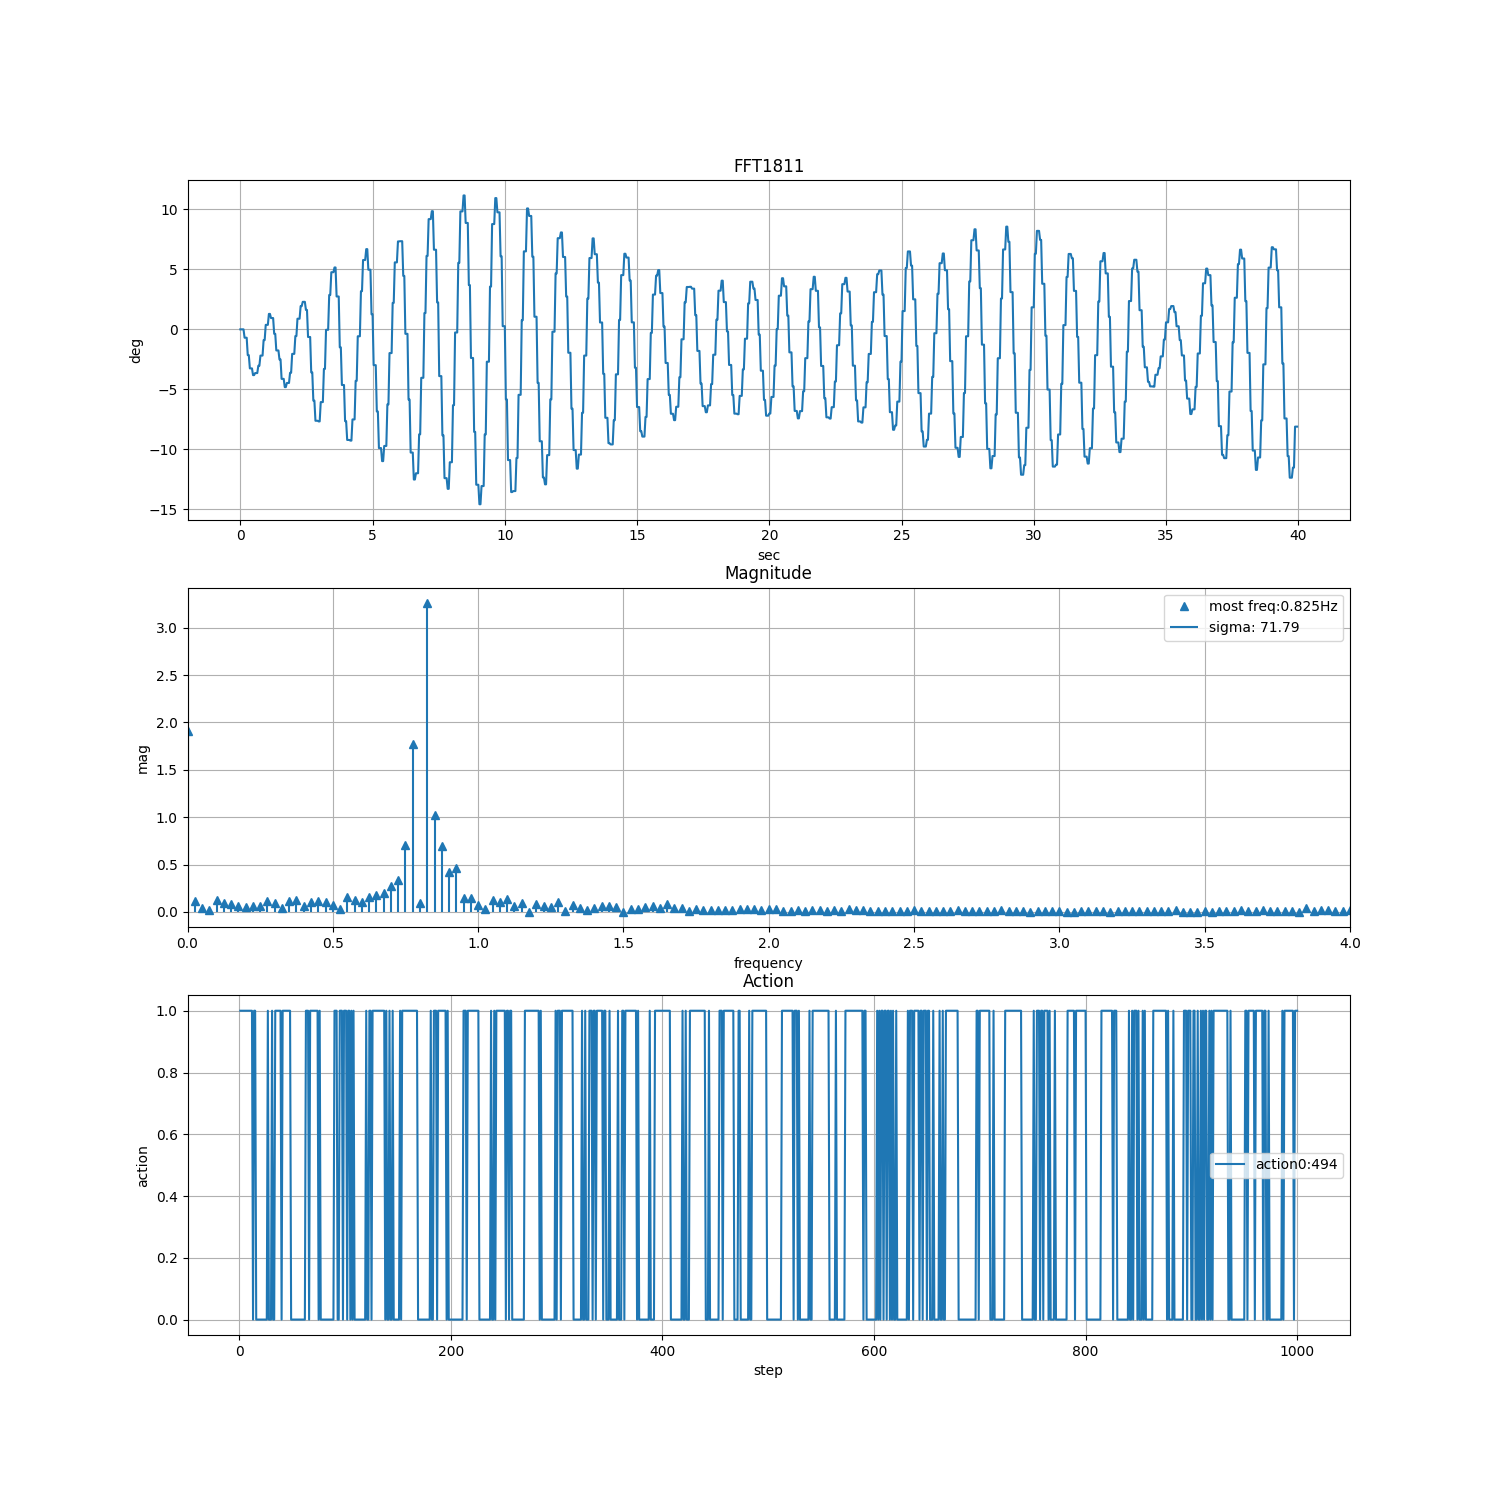 FFT1811
10
5
0
−5
−10
−15
deg
0 5 10 15 20 25 30 35 40
sec
Magnitude
most freq:0.825Hz
sigma: 71.79
3.0
2.5
2.0
1.5
1.0
0.5
0.0
mag
0.0 0.5 1.0 1.5 2.0 2.5 3.0 3.5 4.0
frequency
Action
1.0
0.8
0.6
0.4
0.2
0.0
action
action0:494
0 200 400 600 800 1000
step